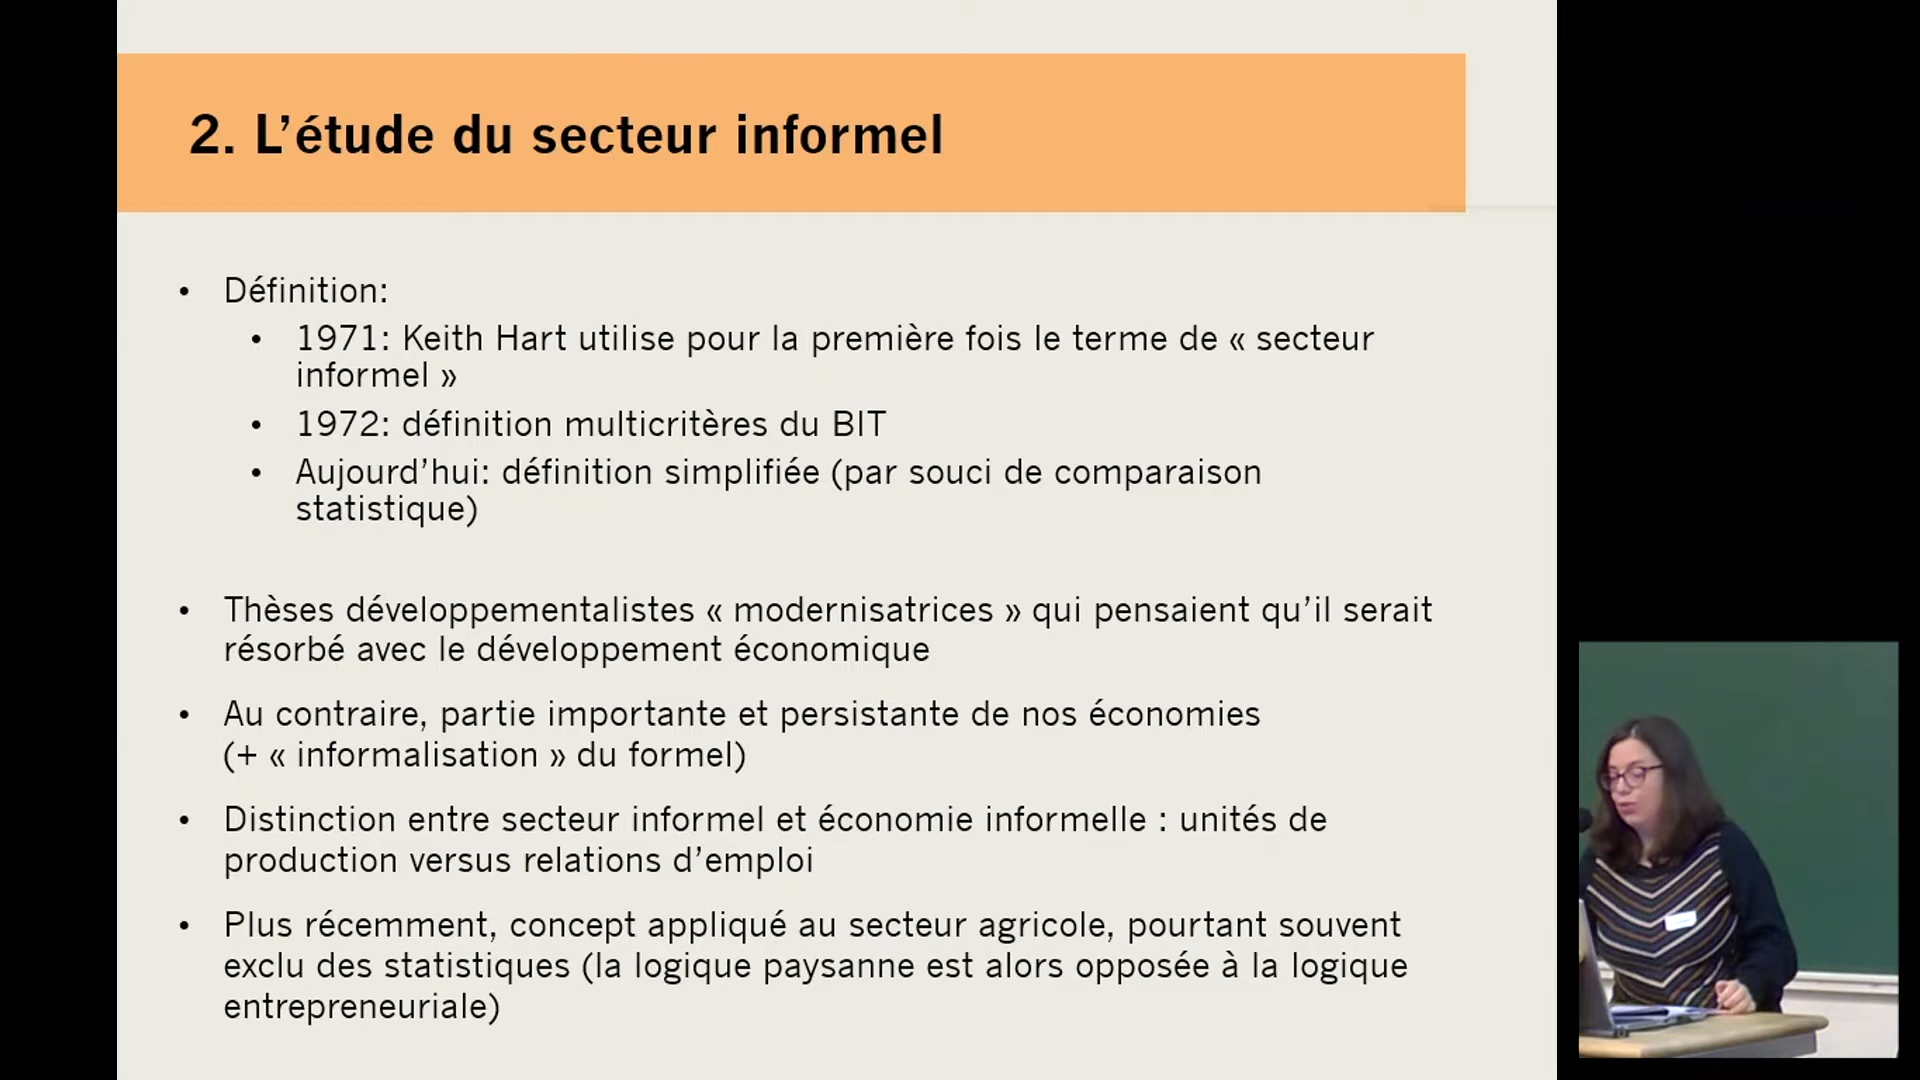 2. L’étude du secteur informel
• Définition:
• 1971: Keith Hart utilise pour la première fois le terme de « secteur
informel »
• 1972: définition multicritères du BIT
• Aujourd’hui: définition simplifiée (par souci de comparaison
statistique)
• Thèses développementalistes « modernisatrices » qui pensaient qu’il serait
résorbé avec le développement économique
• Au contraire, partie importante et persistante de nos économies
(+ « informalisation » du formel)
• Distinction entre secteur informel et économie informelle : unités de
production versus relations d’emploi
• Plus récemment, concept appliqué au secteur agricole, pourtant souvent
exclu des statistiques (la logique paysanne est alors opposée à la logique
entrepreneuriale)